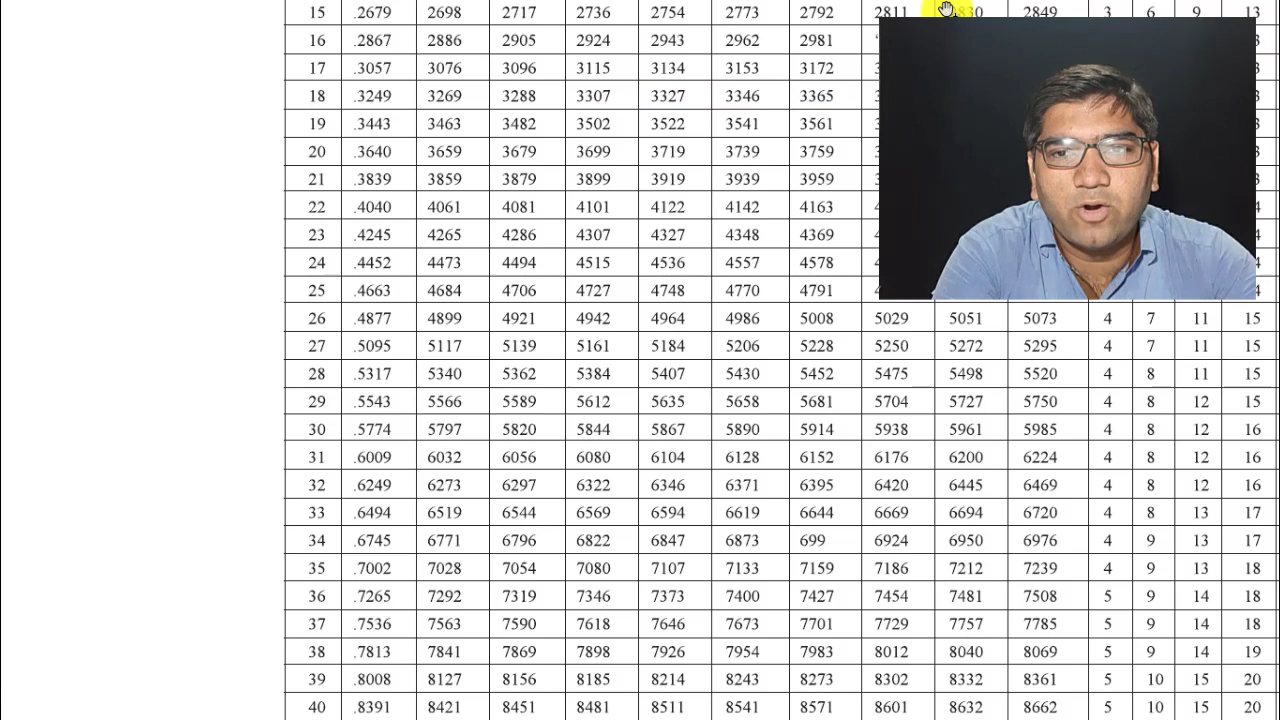 15 .2679 2698 2717 2736 2754 2773 2792 2811 2849 3 6 9 13
16 .2867 2886 2905 2924 2943 2962 2981
17 .3057 3076 3096 3115 3134 3153 3172
18 .3249 3269 3288 3307 3327 3346 3365
19 .3443 3463 3482 3502 3522 3541 3561
20 .3640 3659 3679 3699 3719 3739 3759
21 .3839 3859 3879 3899 3919 3939 3959
22 .4040 4061 4081 4101 4122 4142 4163
23 .4245 4265 4286 4307 4327 4348 4369
24 .4452 4473 4494 4515 4536 4557 4578
25 .4663 4684 4706 4727 4748 4770 4791
26 .4877 4899 4921 4942 4964 4986 5008 5029 5051 5073 4 7 11 15
27 .5095 5117 5139 5161 5184 5206 5228 5250 5272 5295 4 7 11 15
28 .5317 5340 5362 5384 5407 5430 5452 5475 5498 5520 4 8 11 15
29 .5543 5566 5589 5612 5635 5658 5681 5704 5727 5750 4 8 12 15
30 .5774 5797 5820 5844 5867 5890 5914 5938 5961 5985 4 8 12 16
31 .6009 6032 6056 6080 6104 6128 6152 6176 6200 6224 4 8 12 16
32 .6249 6273 6297 6322 6346 6371 6395 6420 6445 6469 4 8 12 16
33 .6494 6519 6544 6569 6594 6619 6644 6669 6694 6720 4 8 13 17
34 .6745 6771 6796 6822 6847 6873 699 6924 6950 6976 4 9 13 17
35 .7002 7028 7054 7080 7107 7133 7159 7186 7212 7239 4 9 13 18
36 .7265 7292 7319 7346 7373 7400 7427 7454 7481 7508 5 9 14 18
37 .7536 7563 7590 7618 7646 7673 7701 7729 7757 7785 5 9 14 18
38 .7813 7841 7869 7898 7926 7954 7983 8012 8040 8069 5 9 14 19
39 .8008 8127 8156 8185 8214 8243 8273 8302 8332 8361 5 10 15 20
40 .8391 8421 8451 8481 8511 8541 8571 8601 8632 8662 5 10 15 20